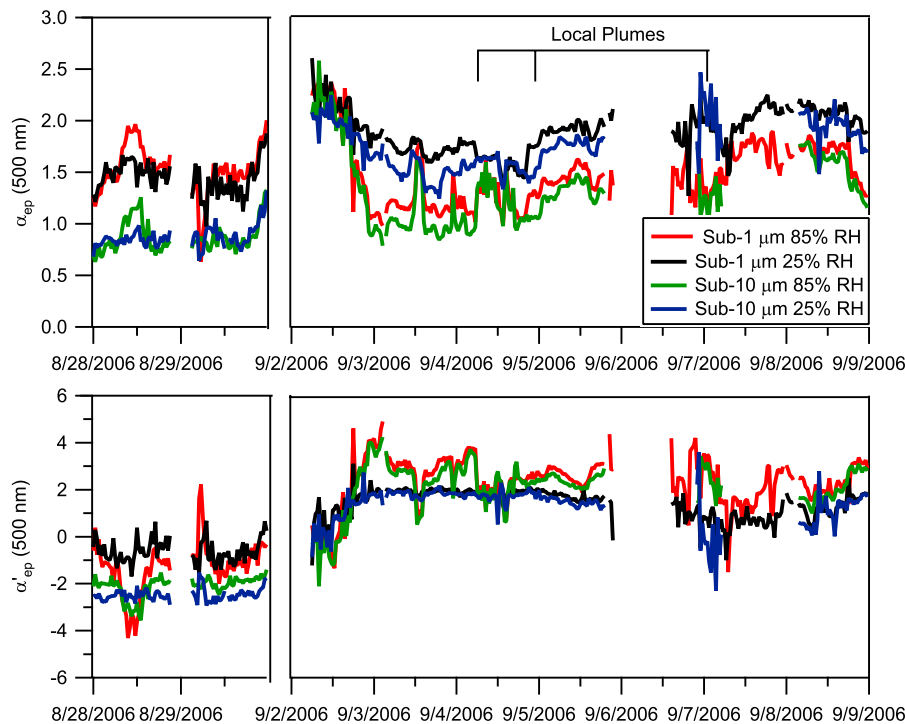 3.0
2.5
2.0
1.5
1.0
0.5
0.0
αep (500 nm)
Local Plumes
Sub-1 μm 85% RH
Sub-1 μm 25% RH
Sub-10 μm 85% RH
Sub-10 μm 25% RH
8/28/2006 8/29/2006 9/2/2006 9/3/2006 9/4/2006 9/5/2006 9/6/2006 9/7/2006 9/8/2006 9/9/2006
6
4
2
0
-2
-4
-6
α'ep (500 nm)
8/28/2006 8/29/2006 9/2/2006 9/3/2006 9/4/2006 9/5/2006 9/6/2006 9/7/2006 9/8/2006 9/9/2006